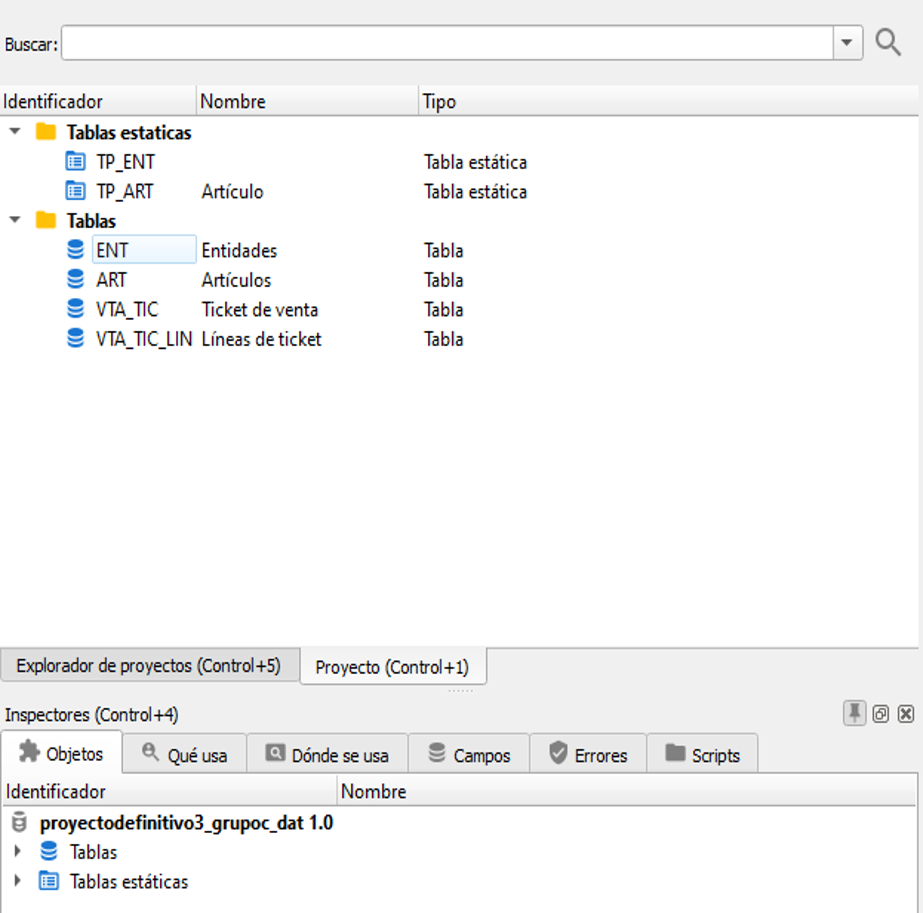 Buscar:
Identificador Nombre Tipo
Tablas estaticas
TP_ENT Tabla estática
TP_ART Artículo Tabla estática
Tablas
ENT Entidades Tabla
ART Artículos Tabla
VTA_TIC Ticket de venta Tabla
VTA_TIC_LIN Líneas de ticket Tabla
Explorador de proyectos (Control+5) Proyecto (Control+1)
Inspectores (Control+4)
Objetos Qué usa Dónde se usa Campos Errores Scripts
Identificador Nombre
proyectodefinitivo3_grupoc_dat 1.0
Tablas
Tablas estáticas